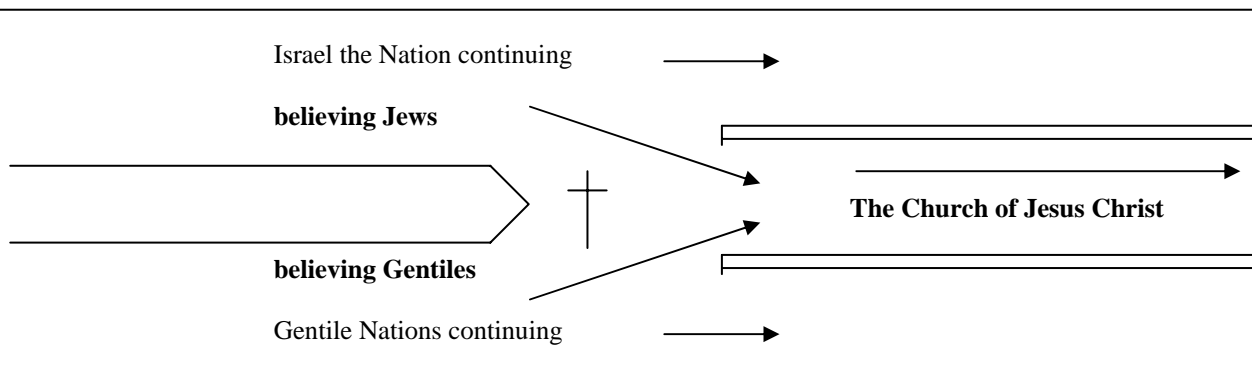 Israel the Nation continuing
believing Jews
The Church of Jesus Christ
believing Gentiles
Gentile Nations continuing